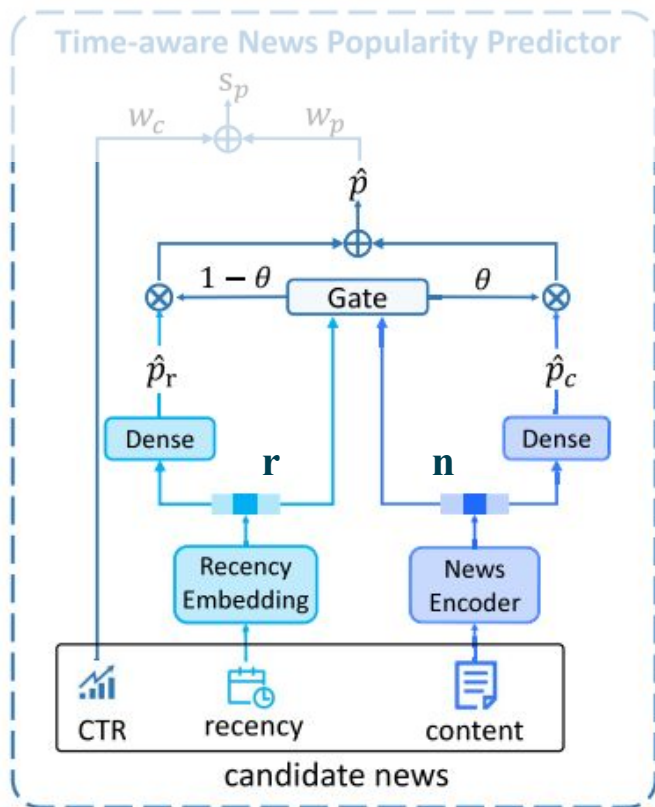 Time-aware News Popularity Predictor
s_p
w_c
w_p
p̂
1 − θ
Gate
θ
p̂_r
p̂_c
Dense
Dense
r
n
Recency
Embedding
News
Encoder
CTR
recency
content
candidate news